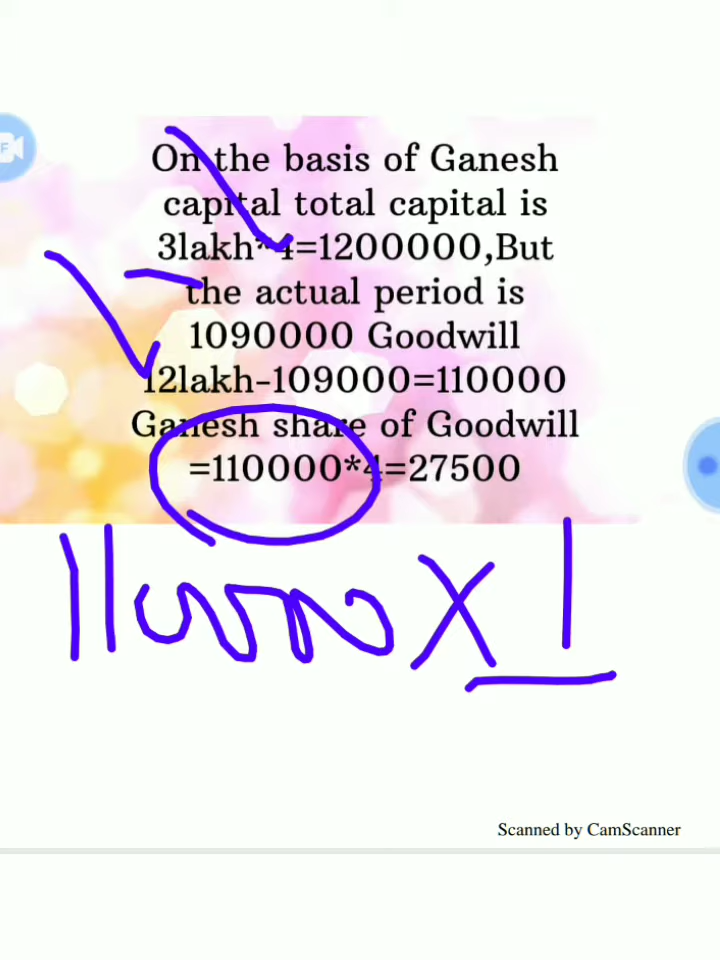 On the basis of Ganesh
capital total capital is
3lakh*4=1200000,But
the actual period is
1090000 Goodwill
12lakh-109000=110000
Ganesh share of Goodwill
=110000*4=27500
110000 x 1
Scanned by CamScanner
F